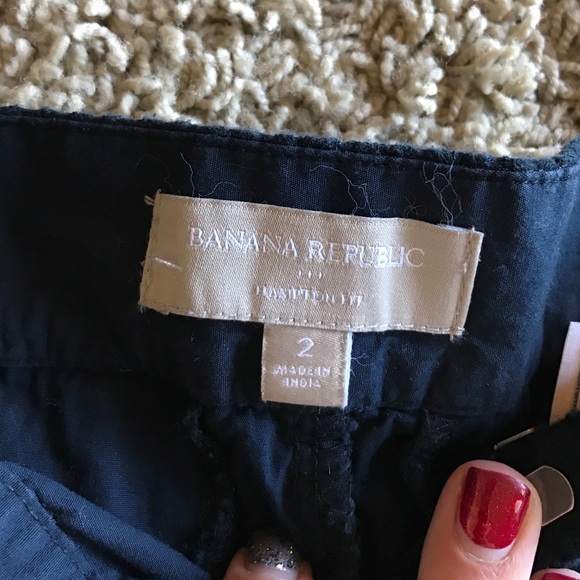 BANANA REPUBLIC
HAMPTON FIT
2
MADE IN
INDIA